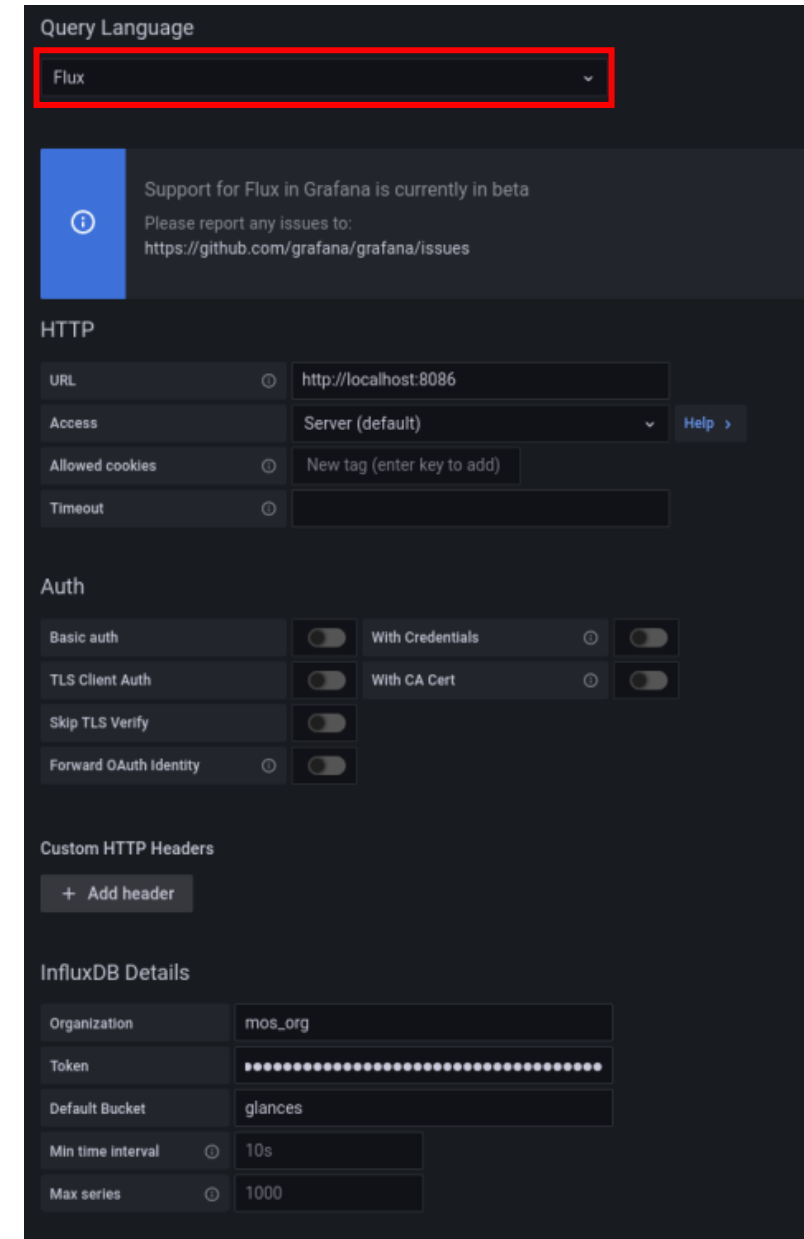 Query Language
Flux
Support for Flux in Grafana is currently in beta
Please report any issues to:
https://github.com/grafana/grafana/issues
HTTP
URL http://localhost:8086
Access Server (default) Help >
Allowed cookies New tag (enter key to add)
Timeout
Auth
Basic auth With Credentials
TLS Client Auth With CA Cert
Skip TLS Verify
Forward OAuth Identity
Custom HTTP Headers
+ Add header
InfluxDB Details
Organization mos_org
Token
Default Bucket glances
Min time interval 10s
Max series 1000